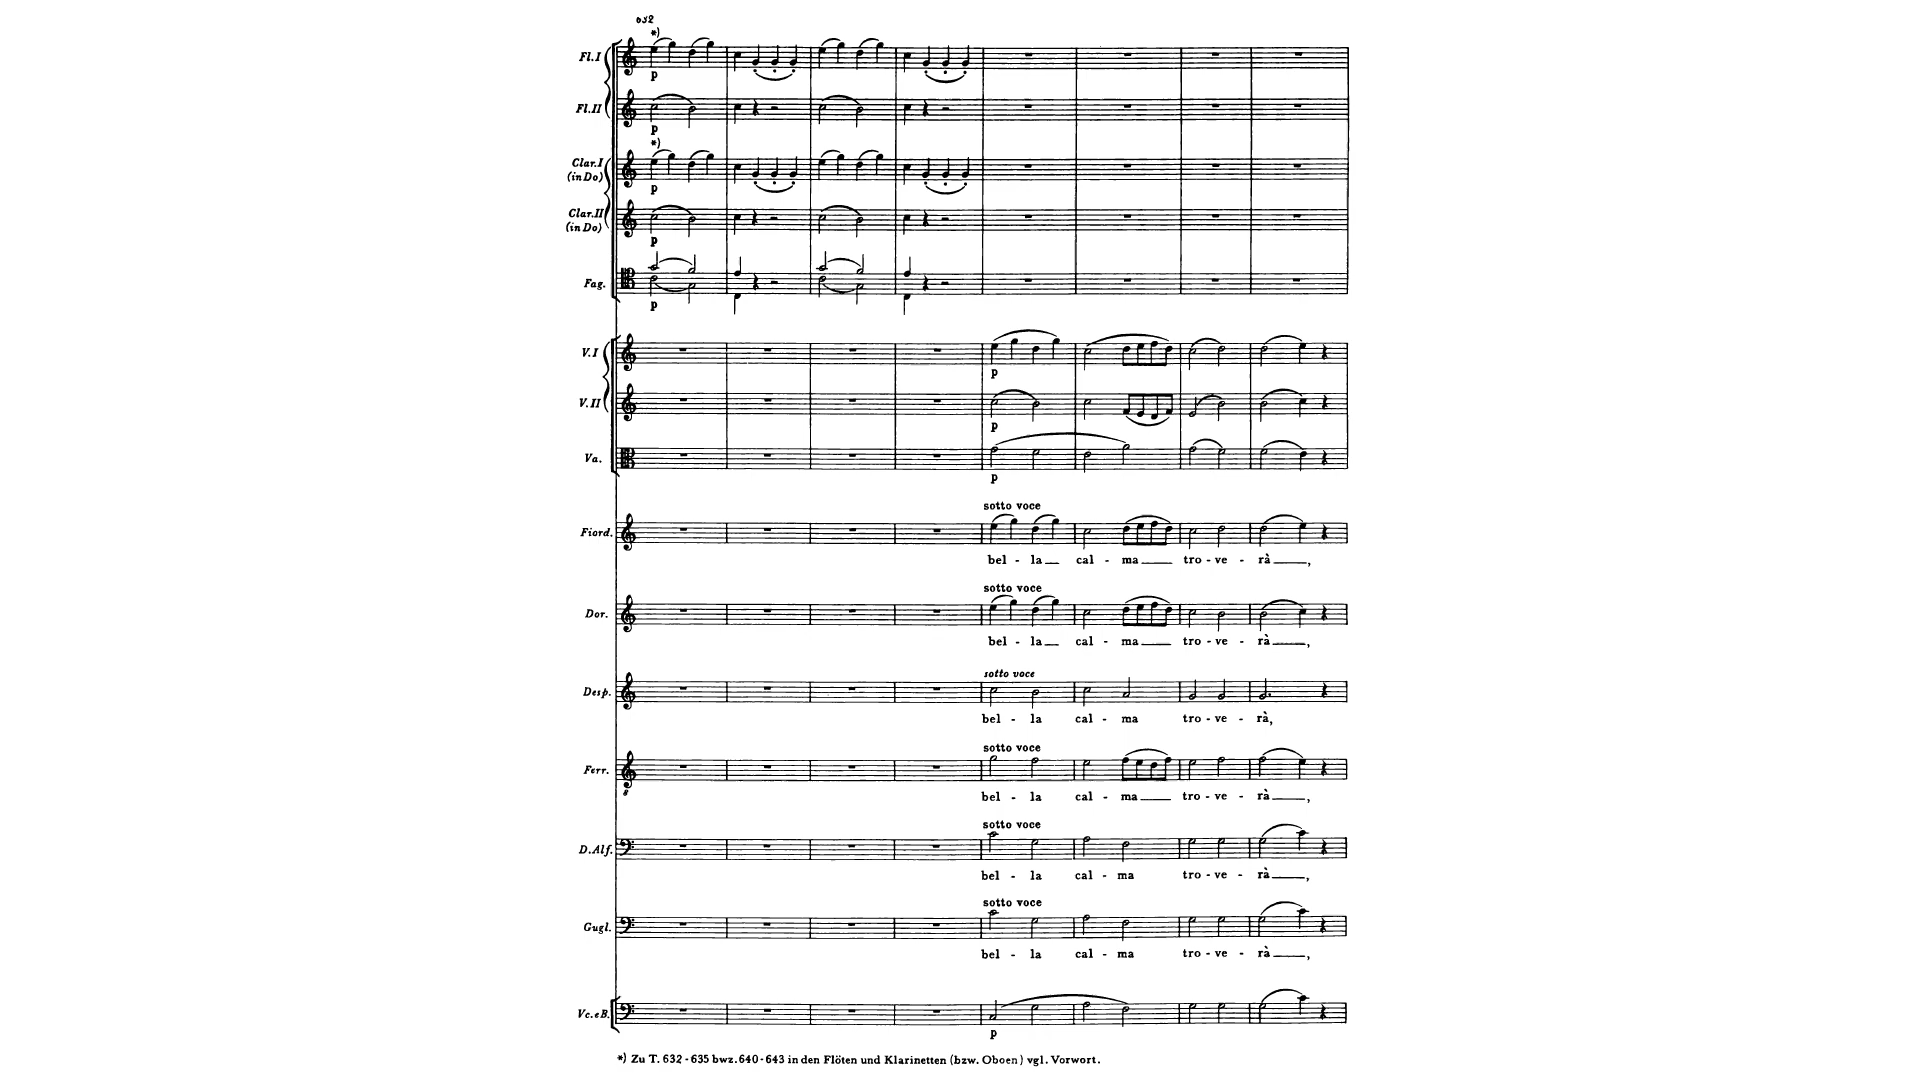 632
*)
Fl.I
p
Fl.II
p
*)
Clar.I
(in Do)
p
Clar.II
(in Do)
p
Fag.
p
V.I
p
V.II
p
Va.
p
sotto voce
Fiord.
bel - la cal - ma tro - ve - rà,
sotto voce
Dor.
bel - la cal - ma tro - ve - rà,
sotto voce
Desp.
bel - la cal - ma tro - ve - rà,
sotto voce
Ferr.
8
bel - la cal - ma tro - ve - rà,
sotto voce
D.Alf.
bel - la cal - ma tro - ve - rà,
sotto voce
Gugl.
bel - la cal - ma tro - ve - rà,
Vc.eB.
p
*) Zu T. 632 - 635 bwz. 640 - 643 in den Flöten und Klarinetten (bzw. Oboen) vgl. Vorwort.